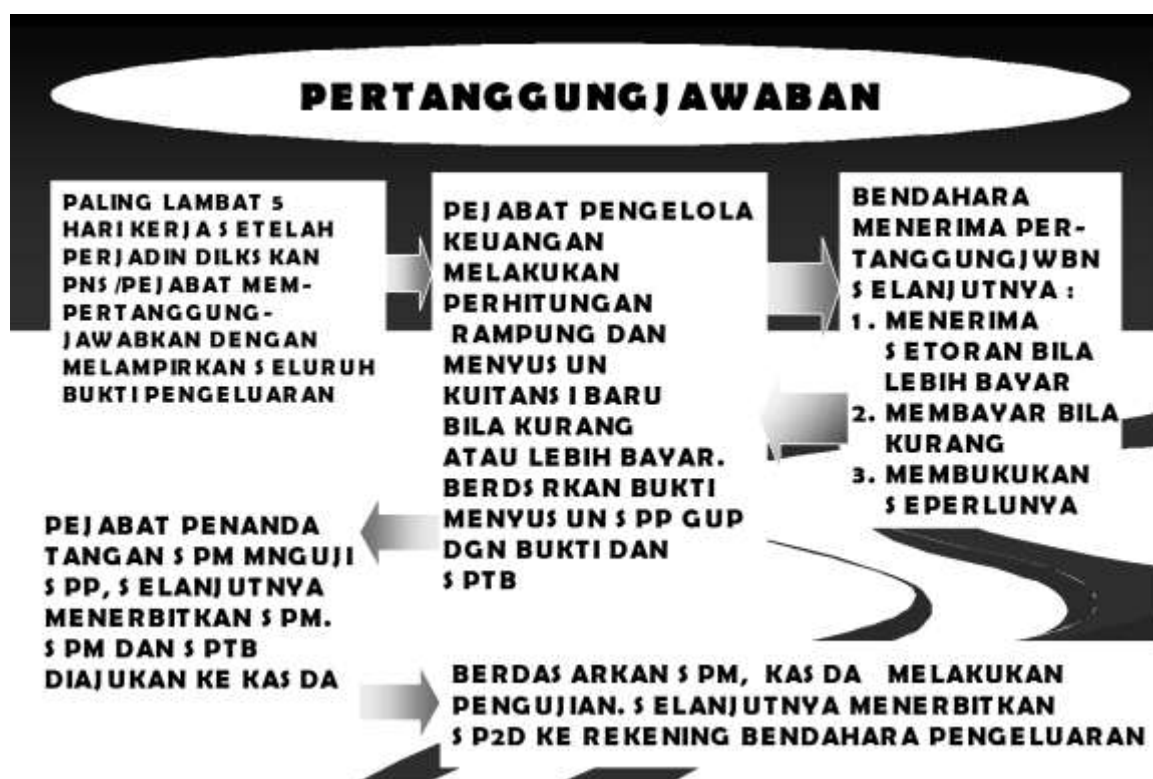 PERTANGGUNGJAWABAN
PALING LAMBAT 5
HARI KERJA SETELAH
PERJADIN DILKSKAN
PNS/PEJABAT MEM-
PERTANGGUNG-
JAWABKAN DENGAN
MELAMPIRKAN SELURUH
BUKTI PENGELUARAN
PEJABAT PENGELOLA
KEUANGAN
MELAKUKAN
PERHITUNGAN
RAMPUNG DAN
MENYUSUN
KUITANSI BARU
BILA KURANG
ATAU LEBIH BAYAR.
BERDSRKAN BUKTI
MENYUSUN SPP GUP
DGN BUKTI DAN
SPTB
BENDAHARA
MENERIMA PER-
TANGGUNGJWBN
SELANJUTNYA :
1. MENERIMA
SETORAN BILA
LEBIH BAYAR
2. MEMBAYAR BILA
KURANG
3. MEMBUKUKAN
SEPERLUNYA
PEJABAT PENANDA
TANGAN SPM MNGUJI
SPP, SELANJUTNYA
MENERBITKAN SPM.
SPM DAN SPTB
DIAJUKAN KE KASDA
BERDASARKAN SPM, KASDA MELAKUKAN
PENGUJIAN. SELANJUTNYA MENERBITKAN
SP2D KE REKENING BENDAHARA PENGELUARAN